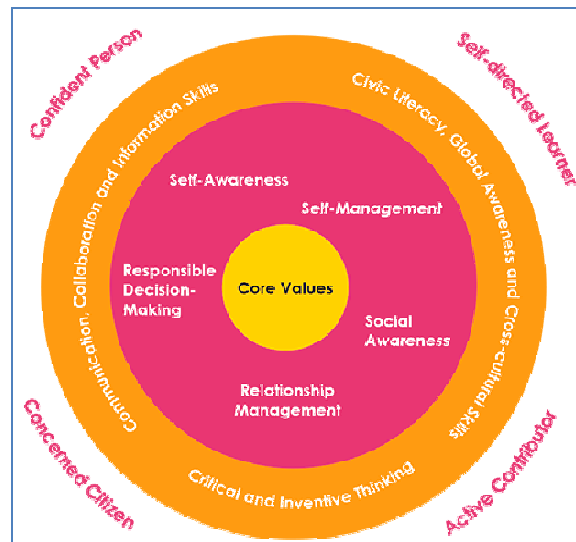 Confident Person
Self-directed Learner
Communication, Collaboration and Information Skills
Civic Literacy, Global Awareness and Cross-cultural Skills
Self-Awareness
Self-Management
Responsible
Decision-
Making
Core Values
Social
Awareness
Relationship
Management
Critical and Inventive Thinking
Concerned Citizen
Active Contributor